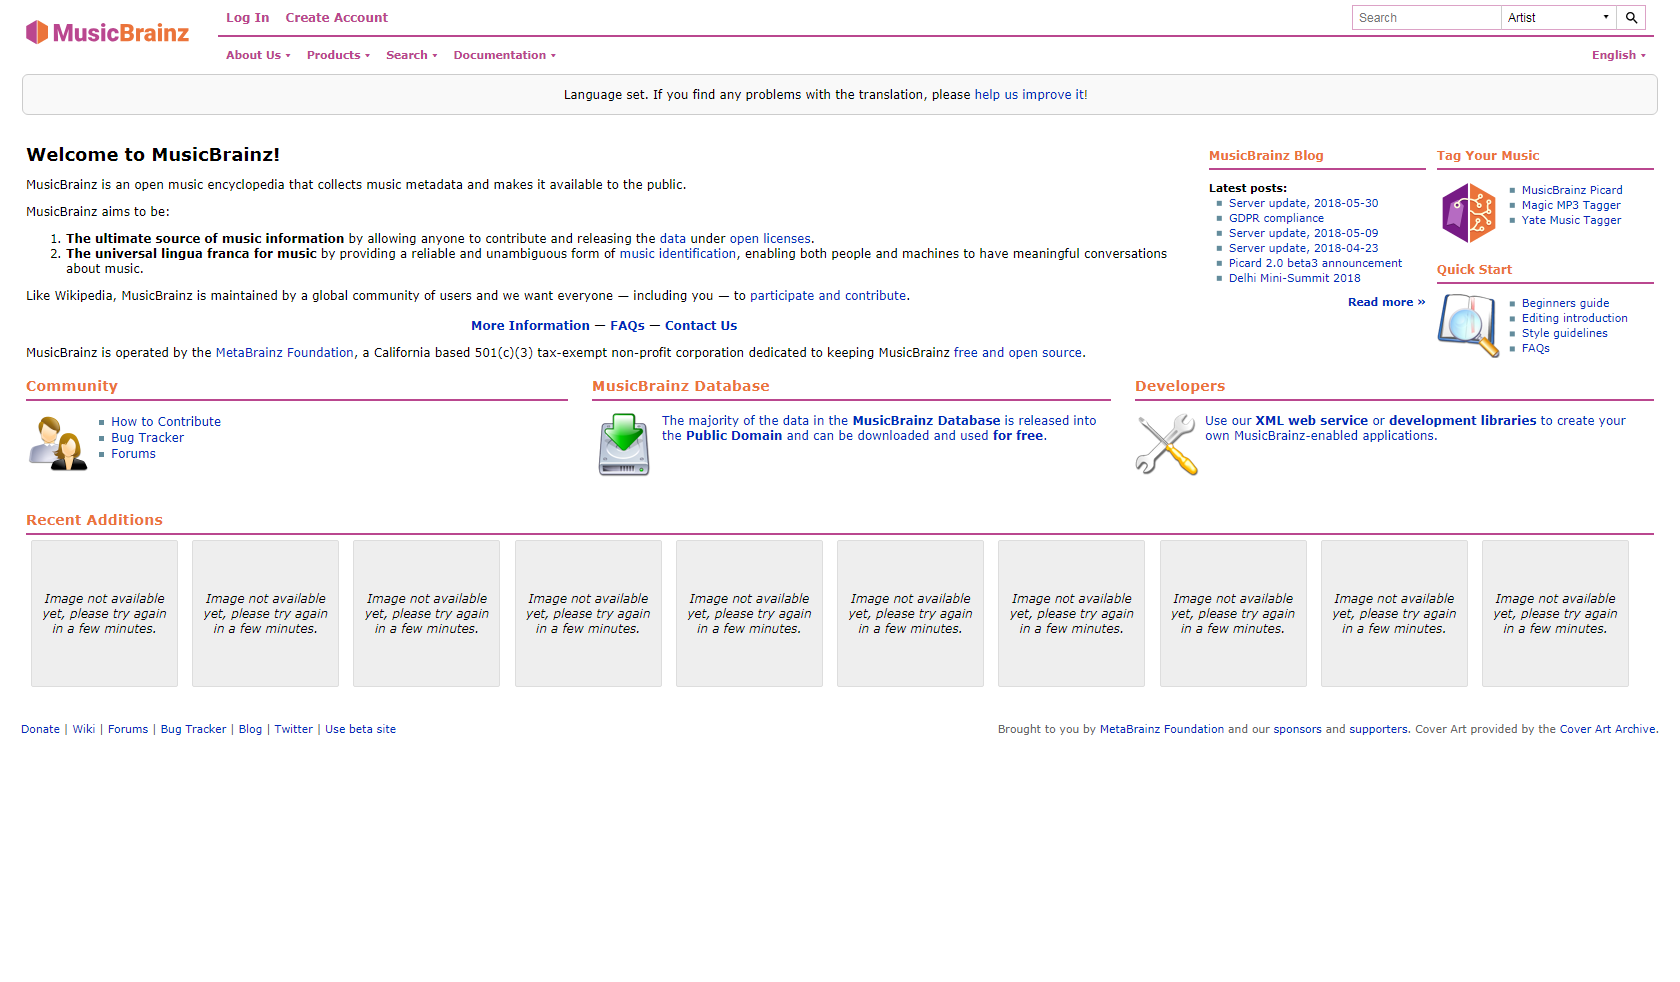 MusicBrainz
Log In Create Account
Search Artist
About Us Products Search Documentation English
Language set. If you find any problems with the translation, please help us improve it!
Welcome to MusicBrainz!
MusicBrainz is an open music encyclopedia that collects music metadata and makes it available to the public.
MusicBrainz aims to be:
1. The ultimate source of music information by allowing anyone to contribute and releasing the data under open licenses.
2. The universal lingua franca for music by providing a reliable and unambiguous form of music identification, enabling both people and machines to have meaningful conversations
about music.
Like Wikipedia, MusicBrainz is maintained by a global community of users and we want everyone — including you — to participate and contribute.
More Information — FAQs — Contact Us
MusicBrainz is operated by the MetaBrainz Foundation, a California based 501(c)(3) tax-exempt non-profit corporation dedicated to keeping MusicBrainz free and open source.
MusicBrainz Blog
Latest posts:
Server update, 2018-05-30
GDPR compliance
Server update, 2018-05-09
Server update, 2018-04-23
Picard 2.0 beta3 announcement
Delhi Mini-Summit 2018
Read more »
Tag Your Music
MusicBrainz Picard
Magic MP3 Tagger
Yate Music Tagger
Quick Start
Beginners guide
Editing introduction
Style guidelines
FAQs
Community
How to Contribute
Bug Tracker
Forums
MusicBrainz Database
The majority of the data in the MusicBrainz Database is released into
the Public Domain and can be downloaded and used for free.
Developers
Use our XML web service or development libraries to create your
own MusicBrainz-enabled applications.
Recent Additions
Image not available
yet, please try again
in a few minutes.
Image not available
yet, please try again
in a few minutes.
Image not available
yet, please try again
in a few minutes.
Image not available
yet, please try again
in a few minutes.
Image not available
yet, please try again
in a few minutes.
Image not available
yet, please try again
in a few minutes.
Image not available
yet, please try again
in a few minutes.
Image not available
yet, please try again
in a few minutes.
Image not available
yet, please try again
in a few minutes.
Image not available
yet, please try again
in a few minutes.
Donate | Wiki | Forums | Bug Tracker | Blog | Twitter | Use beta site
Brought to you by MetaBrainz Foundation and our sponsors and supporters. Cover Art provided by the Cover Art Archive.